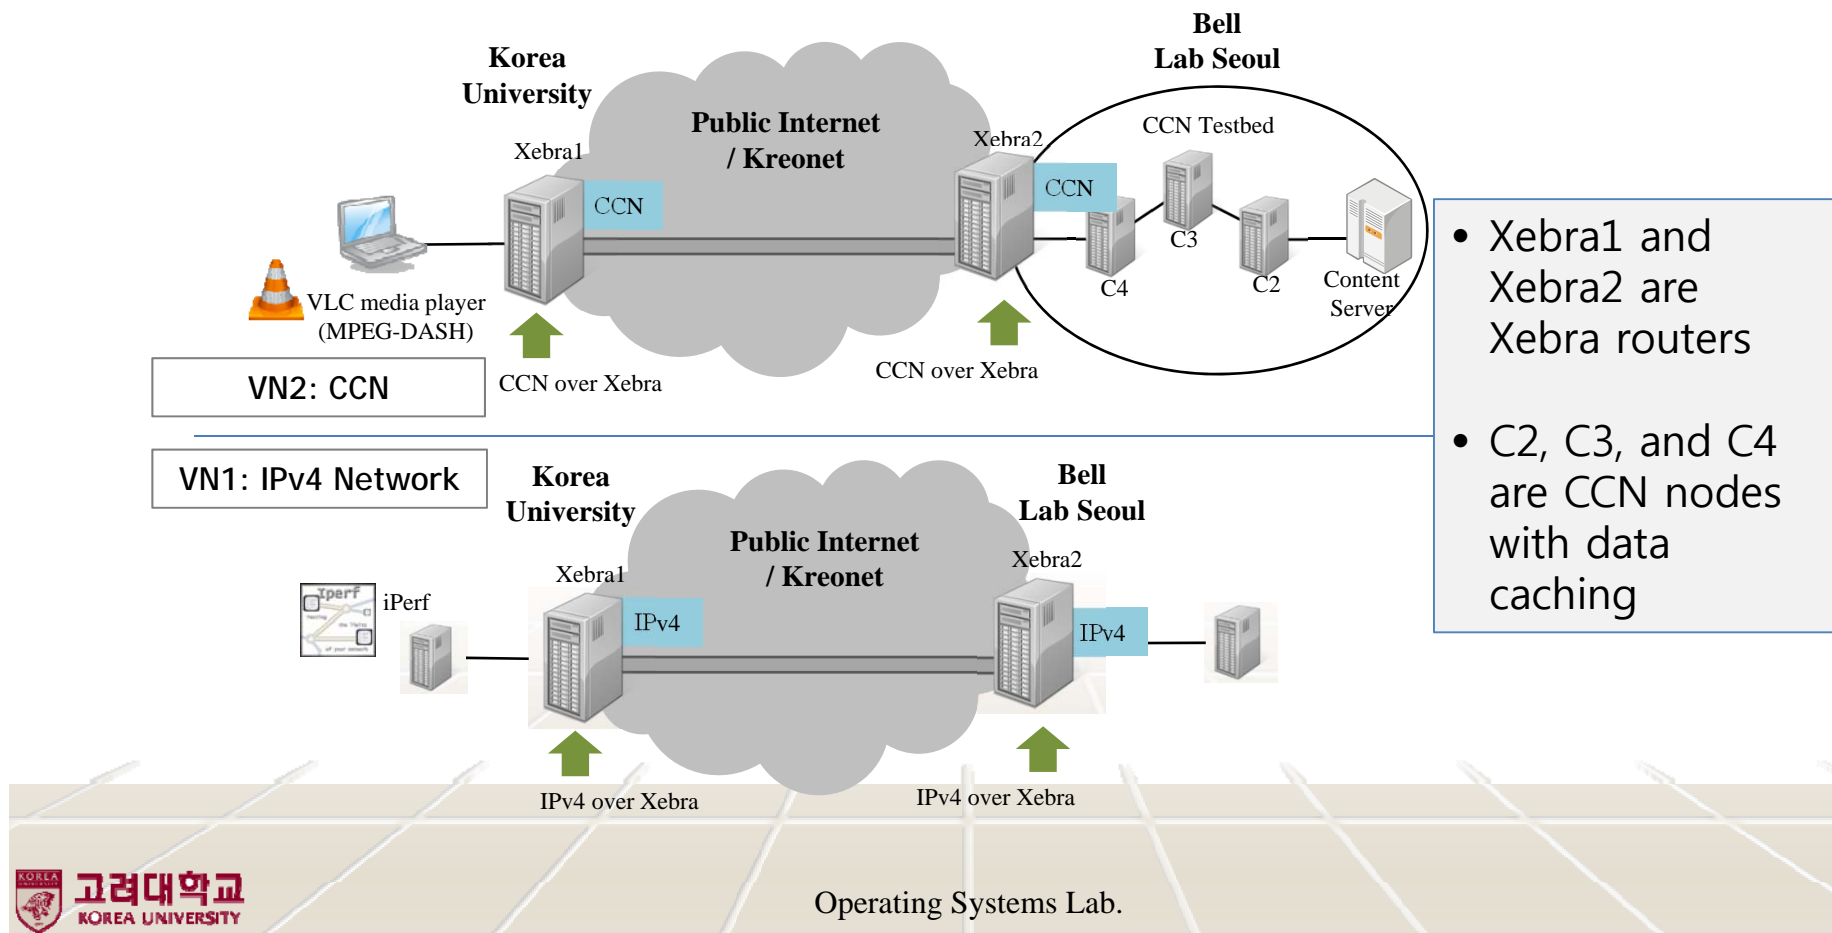 Korea
University
Public Internet
/ Kreonet
Bell
Lab Seoul
Xebra1
Xebra2
CCN Testbed
CCN
CCN
C4
C3
C2
Content
Server
VLC media player
(MPEG-DASH)
CCN over Xebra
CCN over Xebra
VN2: CCN
• Xebra1 and
Xebra2 are
Xebra routers
• C2, C3, and C4
are CCN nodes
with data
caching
VN1: IPv4 Network
Korea
University
Public Internet
/ Kreonet
Bell
Lab Seoul
Xebra1
Xebra2
Iperf
iPerf
IPv4
IPv4
IPv4 over Xebra
IPv4 over Xebra
KOREA
고려대학교
KOREA UNIVERSITY
Operating Systems Lab.